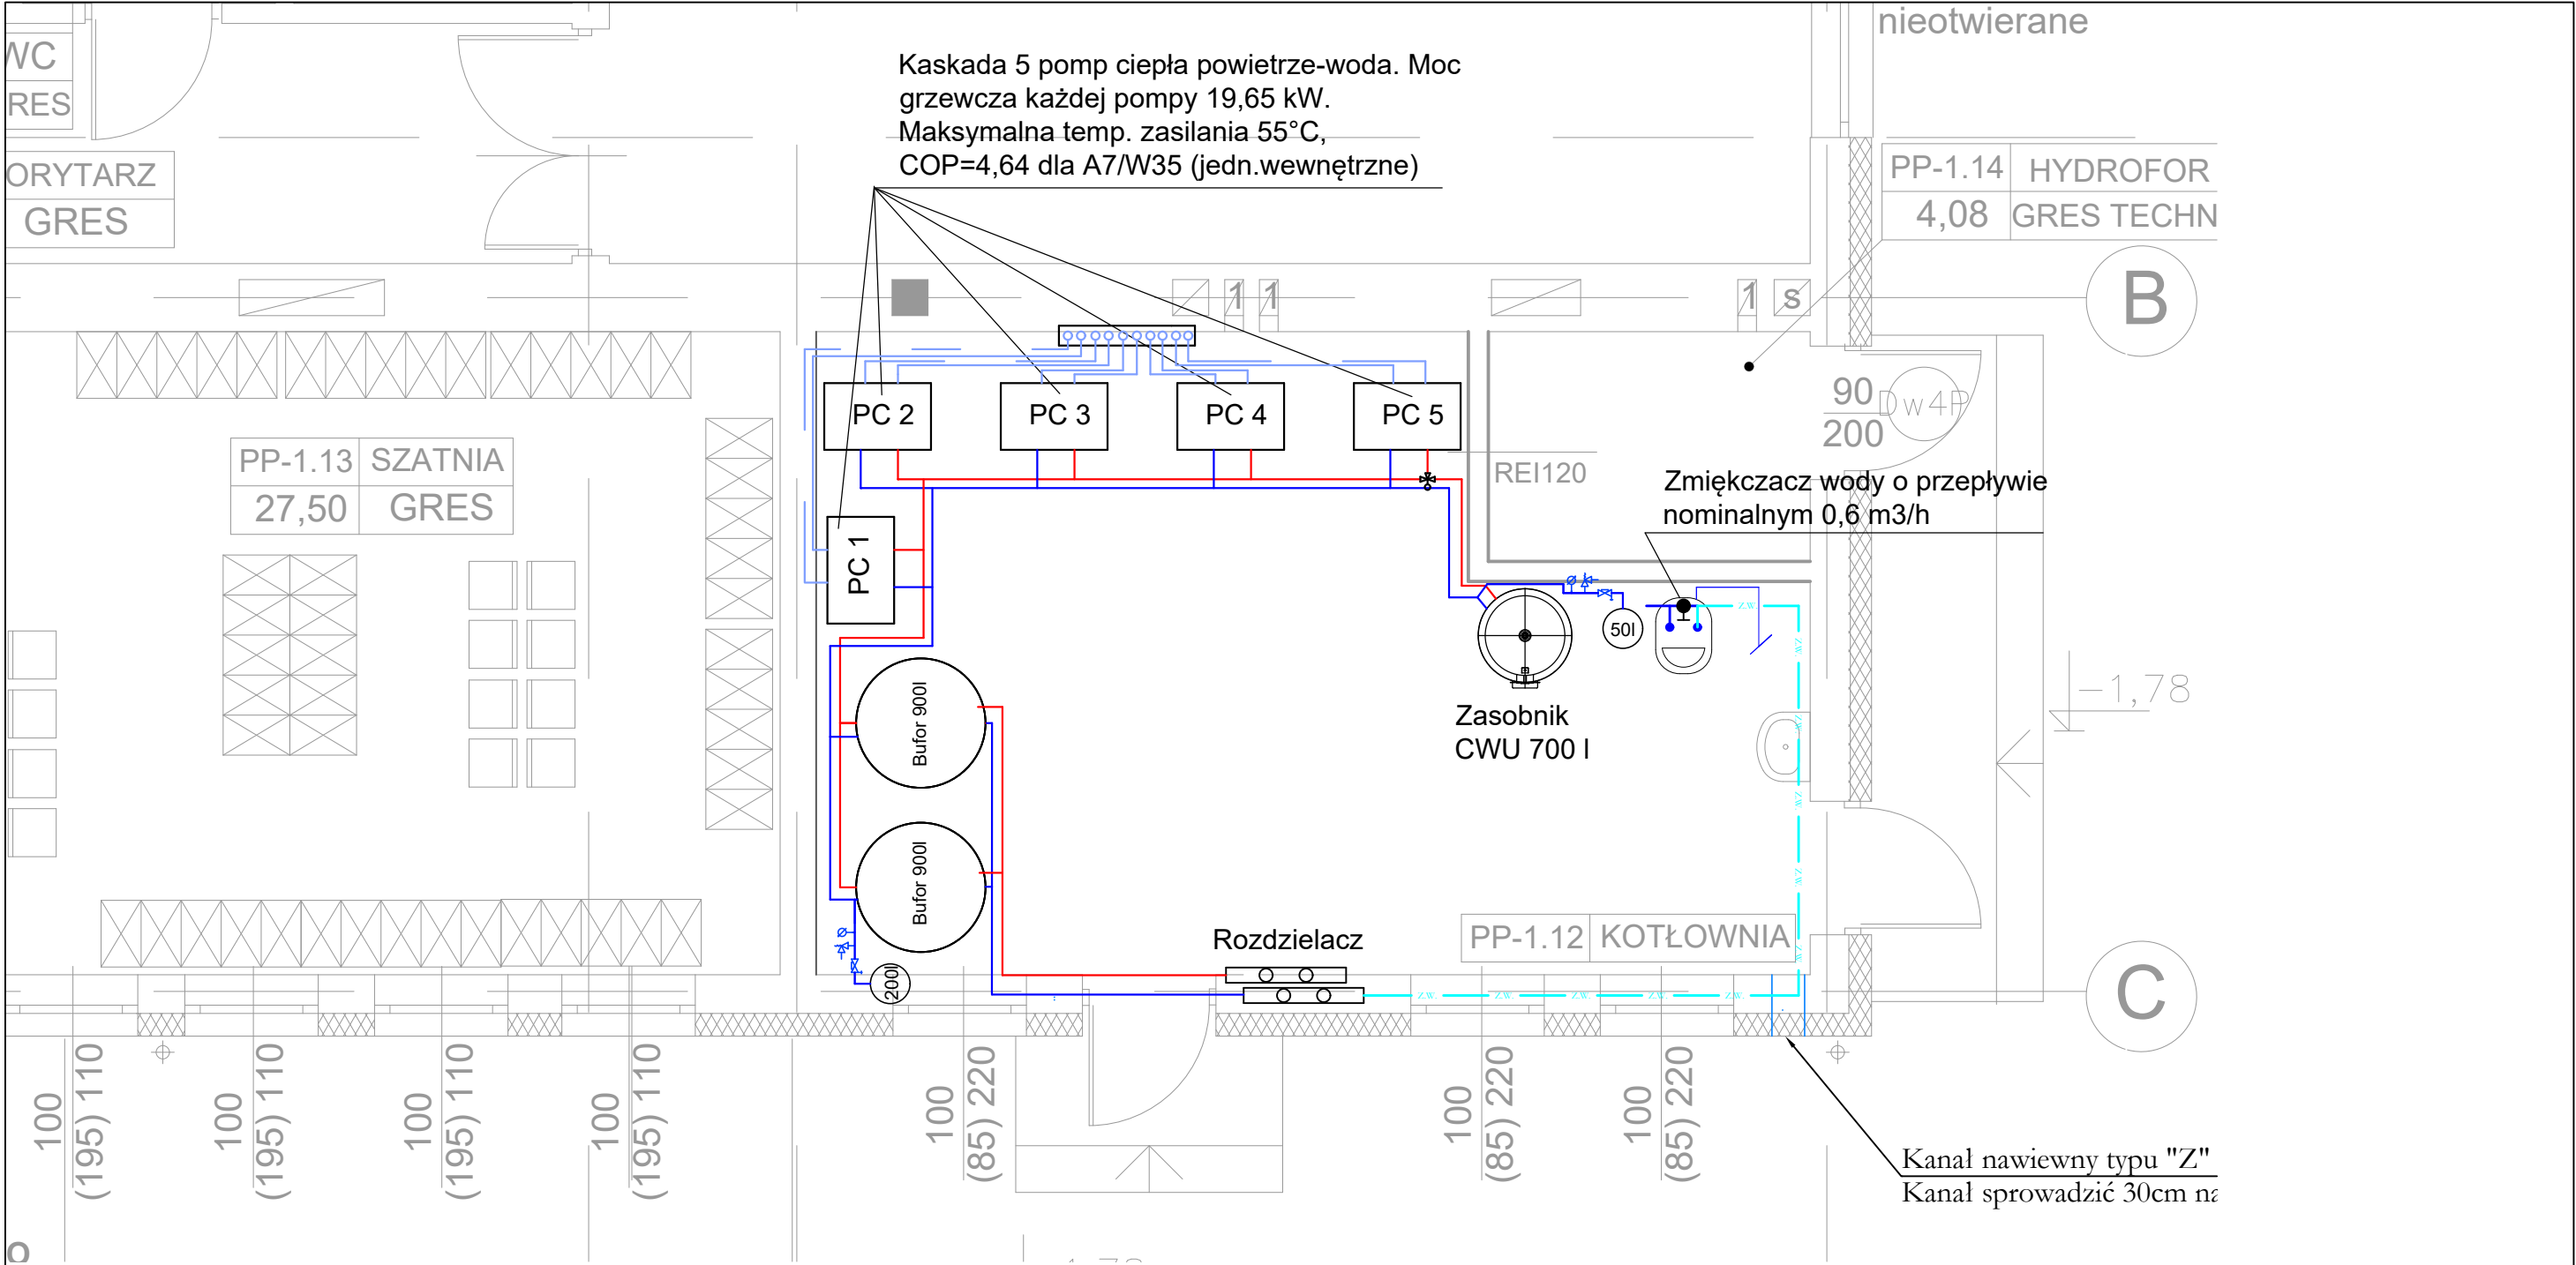 nieotwierane
WC
RES
ORYTARZ
GRES
Kaskada 5 pomp ciepła powietrze-woda. Moc
grzewcza każdej pompy 19,65 kW.
Maksymalna temp. zasilania 55°C,
COP=4,64 dla A7/W35 (jedn.wewnętrzne)
PP-1.14 HYDROFOR
4,08 GRES TECHN
B
1 1
1 s
PC 2
PC 3
PC 4
PC 5
PC 1
90
200
Dw4P
PP-1.13 SZATNIA
27,50 GRES
REI120
Zmiękczacz wody o przepływie
nominalnym 0,6 m3/h
50l
z.w.
z.w.
z.w.
z.w.
z.w.
z.w.
z.w.
-1,78
Zasobnik
CWU 700 l
Bufor 900l
Bufor 900l
200l
Rozdzielacz
PP-1.12 KOTŁOWNIA
z.w. z.w. z.w. z.w. z.w.
C
100
(195) 110
100
(195) 110
100
(195) 110
100
(195) 110
100
(85) 220
100
(85) 220
100
(85) 220
Kanał nawiewny typu "Z"
Kanał sprowadzić 30cm na